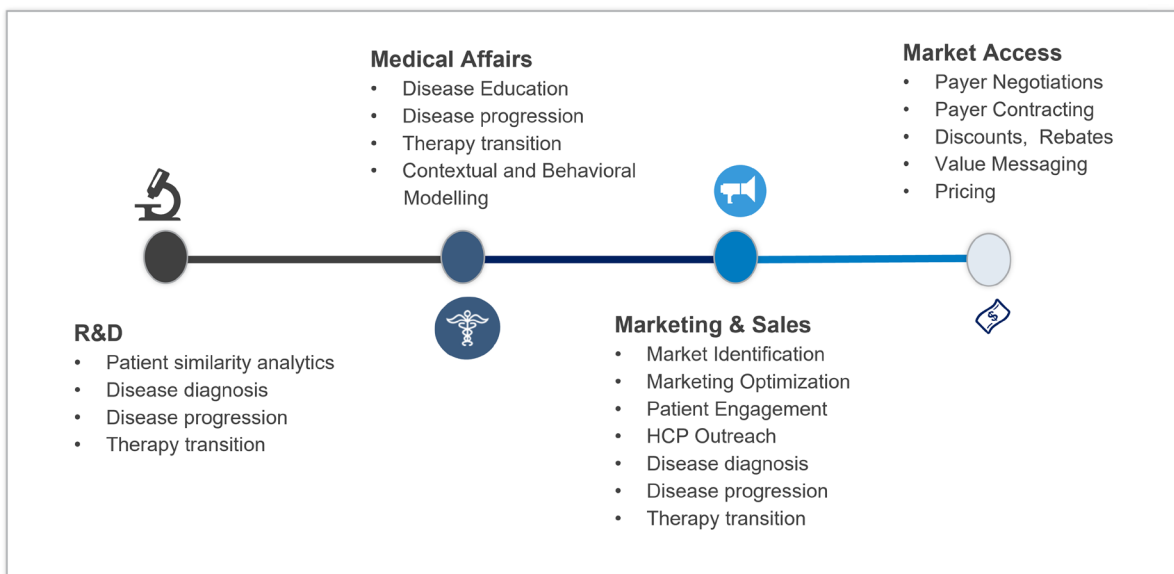 Medical Affairs
• Disease Education
• Disease progression
• Therapy transition
• Contextual and Behavioral
Modelling
Market Access
• Payer Negotiations
• Payer Contracting
• Discounts, Rebates
• Value Messaging
• Pricing
R&D
• Patient similarity analytics
• Disease diagnosis
• Disease progression
• Therapy transition
Marketing & Sales
• Market Identification
• Marketing Optimization
• Patient Engagement
• HCP Outreach
• Disease diagnosis
• Disease progression
• Therapy transition
$